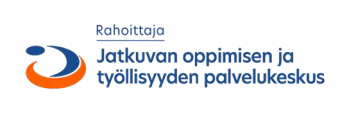 Rahoittaja
Jatkuvan oppimisen ja
työllisyyden palvelukeskus